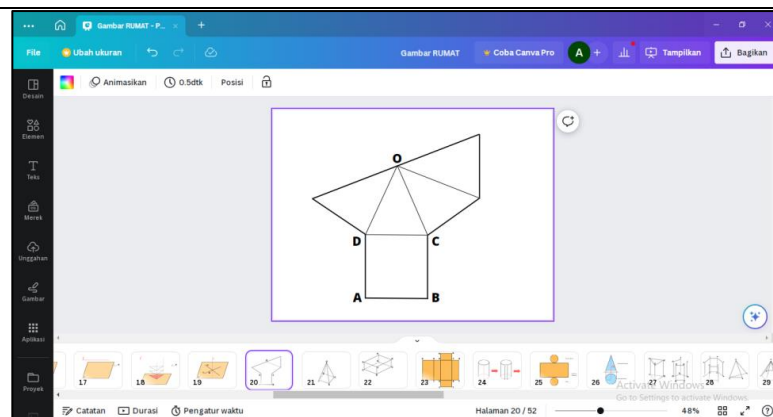 Gambar RUMAT - P...
File
Ubah ukuran
Gambar RUMAT
Coba Canva Pro
A
Tampilkan
Bagikan
Animasikan
0.5dtk
Posisi
Desain
Elemen
Teks
Merek
Unggahan
Gambar
Aplikasi
Proyek
O
D
C
A
B
17
18
19
20
21
22
23
24
25
26
27
28
29
Activate Windows
Go to Settings to activate Windows.
Catatan
Durasi
Pengatur waktu
Halaman 20 / 52
48%